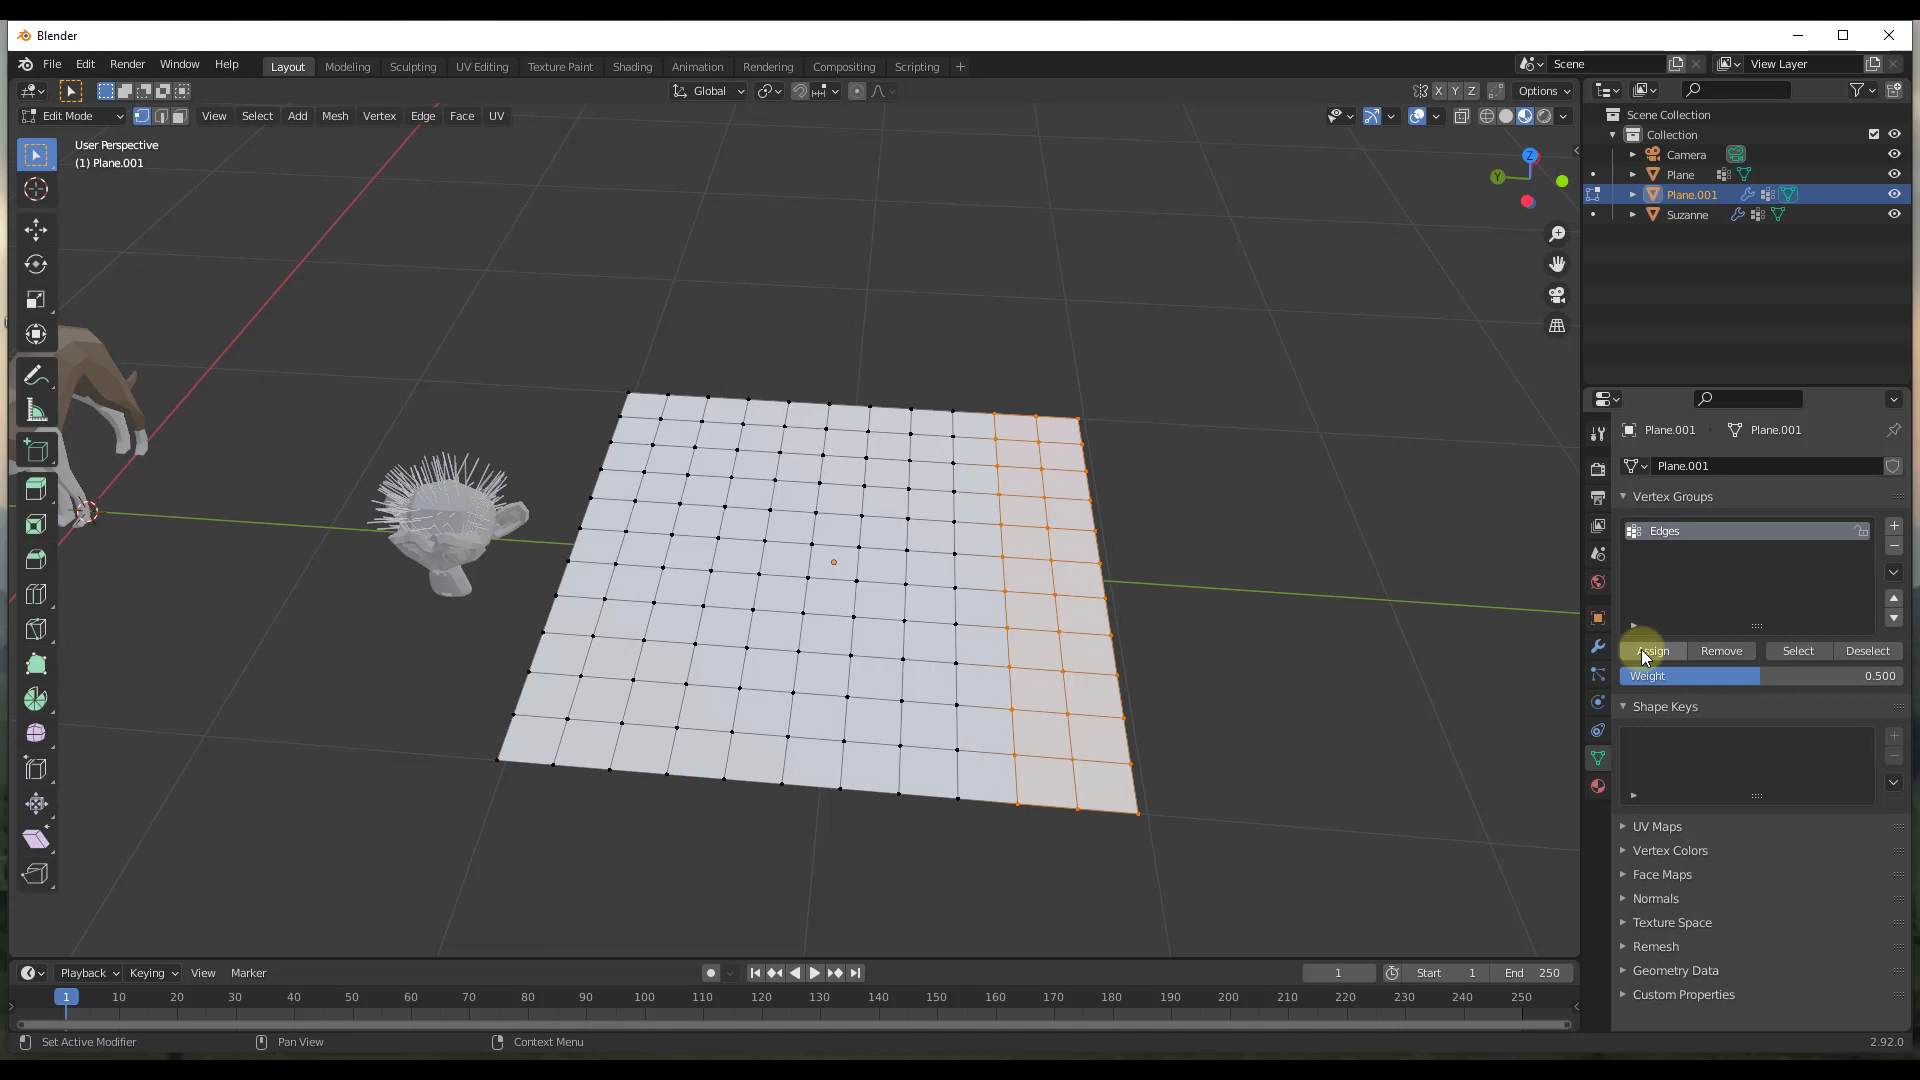 Blender
File Edit Render Window Help
Layout Modeling Sculpting UV Editing Texture Paint Shading Animation Rendering Compositing Scripting +
Scene
View Layer
Global
X Y Z Options
Edit Mode View Select Add Mesh Vertex Edge Face UV
User Perspective
(1) Plane.001
Z
Y
Scene Collection
Collection
Camera
Plane
Plane.001
Suzanne
Plane.001 Plane.001
Plane.001
Vertex Groups
Edges
Assign Remove Select Deselect
Weight 0.500
Shape Keys
UV Maps
Vertex Colors
Face Maps
Normals
Texture Space
Remesh
Geometry Data
Custom Properties
Playback Keying View Marker
1 Start 1 End 250
1 10 20 30 40 50 60 70 80 90 100 110 120 130 140 150 160 170 180 190 200 210 220 230 240 250
Set Active Modifier Pan View Context Menu 2.92.0